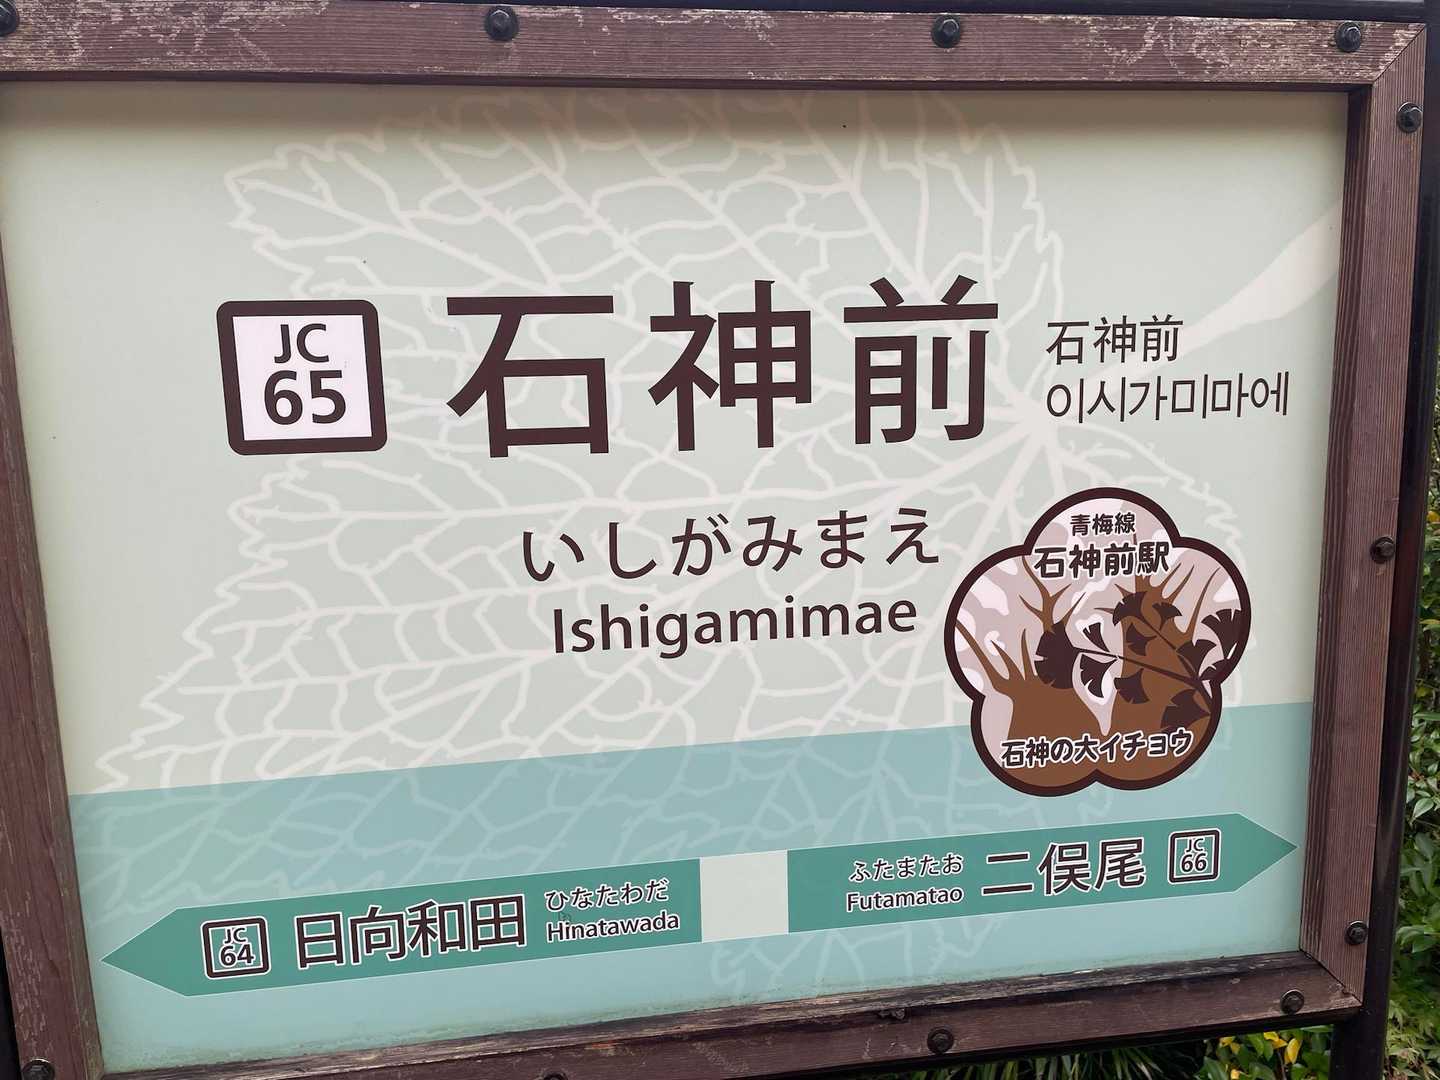 JC
65
石神前
石神前
이시가미마에
いしがみまえ
Ishigamimae
青梅線
石神前駅
石神の大イチョウ
JC
64
日向和田
ひなたわだ
Hinatawada
ふたまたお
Futamatao
二俣尾
JC
66